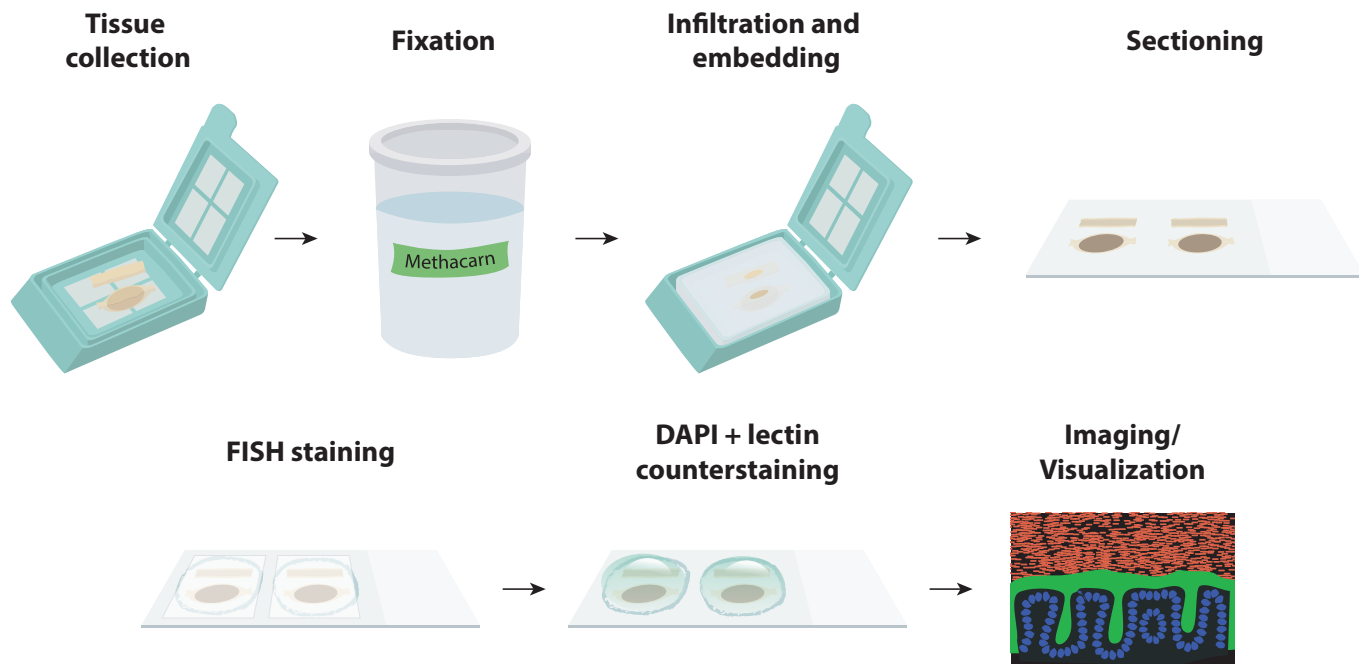 Tissue
collection
Fixation
Infiltration and
embedding
Sectioning
Methacarn
FISH staining
DAPI + lectin
counterstaining
Imaging/
Visualization